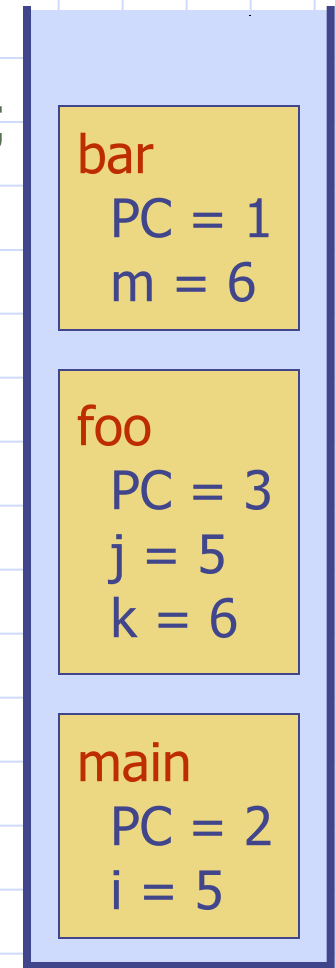 bar
PC = 1
m = 6
foo
PC = 3
j = 5
k = 6
main
PC = 2
i = 5